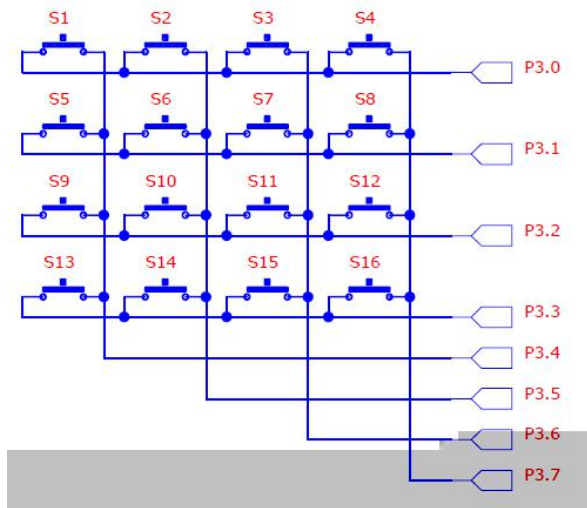 S1 S2 S3 S4
P3.0
S5 S6 S7 S8
P3.1
S9 S10 S11 S12
P3.2
S13 S14 S15 S16
P3.3
P3.4
P3.5
P3.6
P3.7